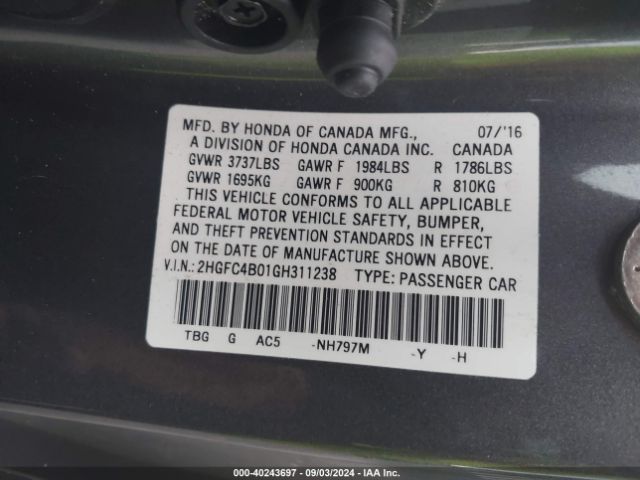 MFD. BY HONDA OF CANADA MFG., 07/'16
A DIVISION OF HONDA CANADA INC. CANADA
GVWR 3737LBS GAWR F 1984LBS R 1786LBS
GVWR 1695KG GAWR F 900KG R 810KG
THIS VEHICLE CONFORMS TO ALL APPLICABLE
FEDERAL MOTOR VEHICLE SAFETY, BUMPER,
AND THEFT PREVENTION STANDARDS IN EFFECT
ON THE DATE OF MANUFACTURE SHOWN ABOVE.
V.I.N.: 2HGFC4B01GH311238 TYPE: PASSENGER CAR
TBG G AC5 -NH797M -Y -H
000-40243697 - 09/03/2024 - IAA Inc.